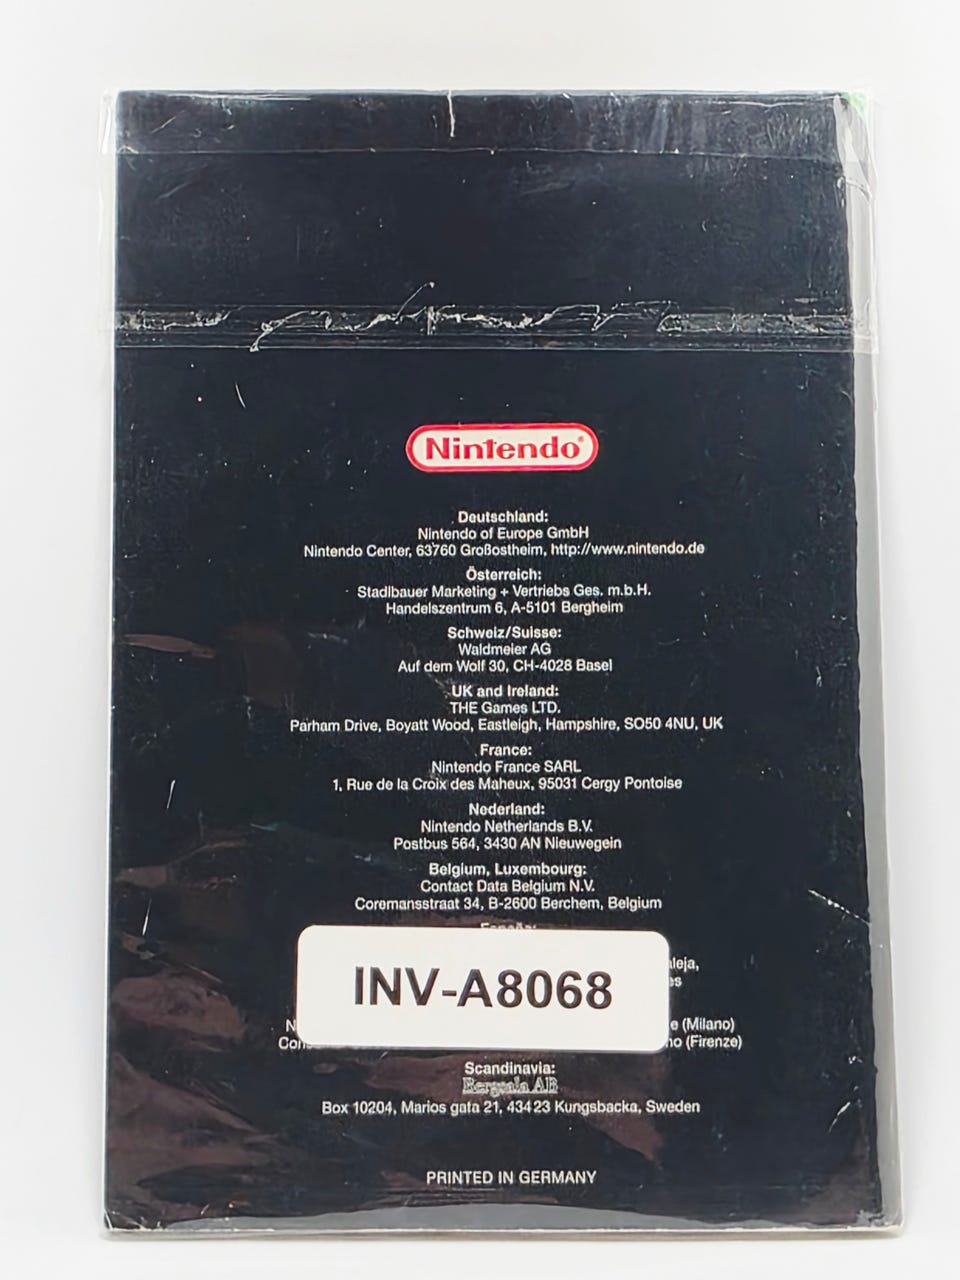 Nintendo®
Deutschland:
Nintendo of Europe GmbH
Nintendo Center, 63760 Großostheim, http://www.nintendo.de
Österreich:
Stadlbauer Marketing + Vertriebs Ges. m.b.H.
Handelszentrum 6, A-5101 Bergheim
Schweiz/Suisse:
Waldmeier AG
Auf dem Wolf 30, CH-4028 Basel
UK and Ireland:
THE Games LTD.
Parham Drive, Boyatt Wood, Eastleigh, Hampshire, SO50 4NU, UK
France:
Nintendo France SARL
1, Rue de la Croix des Maheux, 95031 Cergy Pontoise
Nederland:
Nintendo Netherlands B.V.
Postbus 564, 3430 AN Nieuwegein
Belgium, Luxembourg:
Contact Data Belgium N.V.
Coremansstraat 34, B-2600 Berchem, Belgium
España:
INV-A8068
(Milano)
(Firenze)
Scandinavia:
Bergsala AB
Box 10204, Marios gata 21, 434 23 Kungsbacka, Sweden
PRINTED IN GERMANY